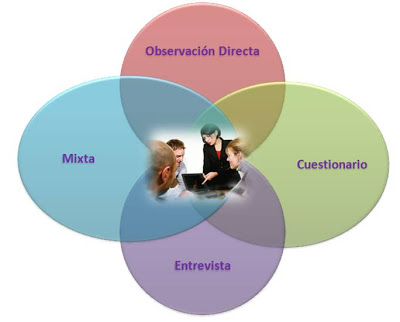 Observación Directa
Mixta
Cuestionario
Entrevista